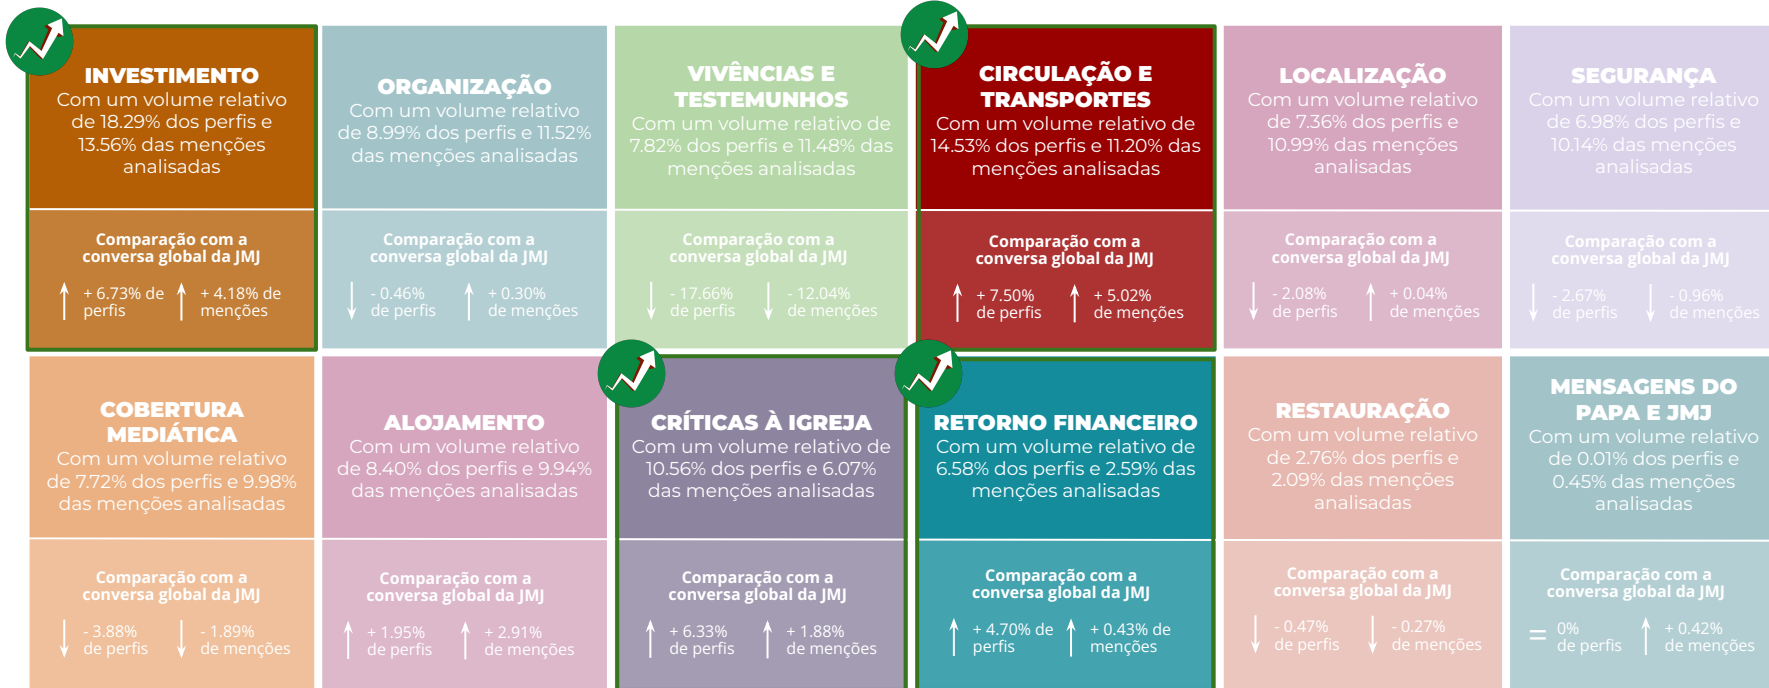 INVESTIMENTO
Com um volume relativo
de 18.29% dos perfis e
13.56% das menções
analisadas
Comparação com a
conversa global da JMJ
+ 6.73% de
perfis
+ 4.18% de
menções
ORGANIZAÇÃO
Com um volume relativo
de 8.99% dos perfis e 11.52%
das menções analisadas
Comparação com a
conversa global da JMJ
- 0.46%
de perfis
+ 0.30%
de menções
VIVÊNCIAS E
TESTEMUNHOS
Com um volume relativo de
7.82% dos perfis e 11.48% das
menções analisadas
Comparação com a
conversa global da JMJ
- 17.66%
de perfis
- 12.04%
de menções
CIRCULAÇÃO E
TRANSPORTES
Com um volume relativo de
14.53% dos perfis e 11.20% das
menções analisadas
Comparação com a
conversa global da JMJ
+ 7.50%
de perfis
+ 5.02%
de menções
LOCALIZAÇÃO
Com um volume relativo
de 7.36% dos perfis e
10.99% das menções
analisadas
Comparação com a
conversa global da JMJ
- 2.08%
de perfis
+ 0.04%
de menções
SEGURANÇA
Com um volume relativo
de 6.98% dos perfis e
10.14% das menções
analisadas
Comparação com a
conversa global da JMJ
- 2.67%
de perfis
- 0.96%
de menções
COBERTURA
MEDIÁTICA
Com um volume relativo
de 7.72% dos perfis e 9.98%
das menções analisadas
Comparação com a
conversa global da JMJ
- 3.88%
de perfis
- 1.89%
de menções
ALOJAMENTO
Com um volume relativo
de 8.40% dos perfis e 9.94%
das menções analisadas
Comparação com a
conversa global da JMJ
+ 1.95%
de perfis
+ 2.91%
de menções
CRÍTICAS À IGREJA
Com um volume relativo de
10.56% dos perfis e 6.07%
das menções analisadas
Comparação com a
conversa global da JMJ
+ 6.33%
de perfis
+ 1.88%
de menções
RETORNO FINANCEIRO
Com um volume relativo de
6.58% dos perfis e 2.59% das
menções analisadas
Comparação com a
conversa global da JMJ
+ 4.70% de
perfis
+ 0.43% de
menções
RESTAURAÇÃO
Com um volume relativo
de 2.76% dos perfis e
2.09% das menções
analisadas
Comparação com a
conversa global da JMJ
- 0.47%
de perfis
- 0.27%
de menções
MENSAGENS DO
PAPA E JMJ
Com um volume relativo
de 0.01% dos perfis e
0.45% das menções
analisadas
Comparação com a
conversa global da JMJ
= 0%
de perfis
+ 0.42%
de menções